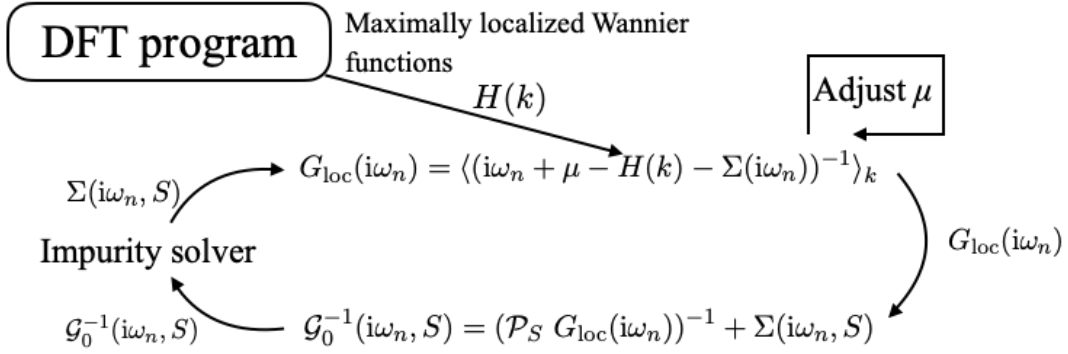 DFT program
Maximally localized Wannier
functions
H(k)
Adjust μ
G_loc(iω_n) = ⟨(iω_n + μ − H(k) − Σ(iω_n))^{−1}⟩_k
Σ(iω_n, S)
Impurity solver
G_loc(iω_n)
𝒢_0^{−1}(iω_n, S)
𝒢_0^{−1}(iω_n, S) = (𝒫_S G_loc(iω_n))^{−1} + Σ(iω_n, S)